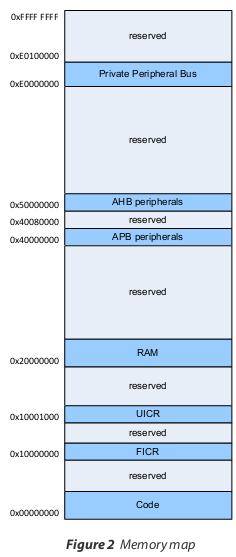 0xFFFF FFFF
reserved
0xE0100000
Private Peripheral Bus
0xE0000000
reserved
0x50000000
AHB peripherals
reserved
0x40080000
APB peripherals
0x40000000
reserved
RAM
0x20000000
reserved
UICR
0x10001000
reserved
FICR
0x10000000
reserved
Code
0x00000000
Figure 2 Memory map